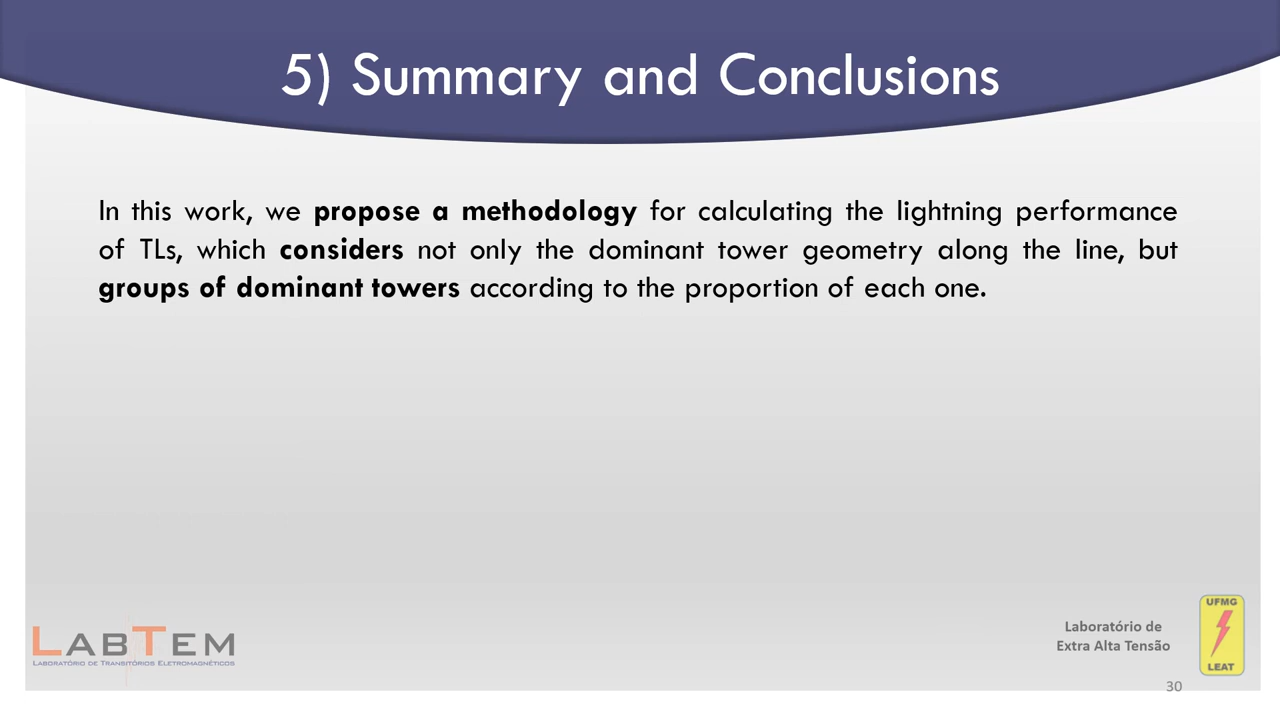 5) Summary and Conclusions
In this work, we propose a methodology for calculating the lightning performance
of TLs, which considers not only the dominant tower geometry along the line, but
groups of dominant towers according to the proportion of each one.
LABTEM
LABORATÓRIO DE TRANSITÓRIOS ELETROMAGNÉTICOS
Laboratório de
Extra Alta Tensão
UFMG
LEAT
30